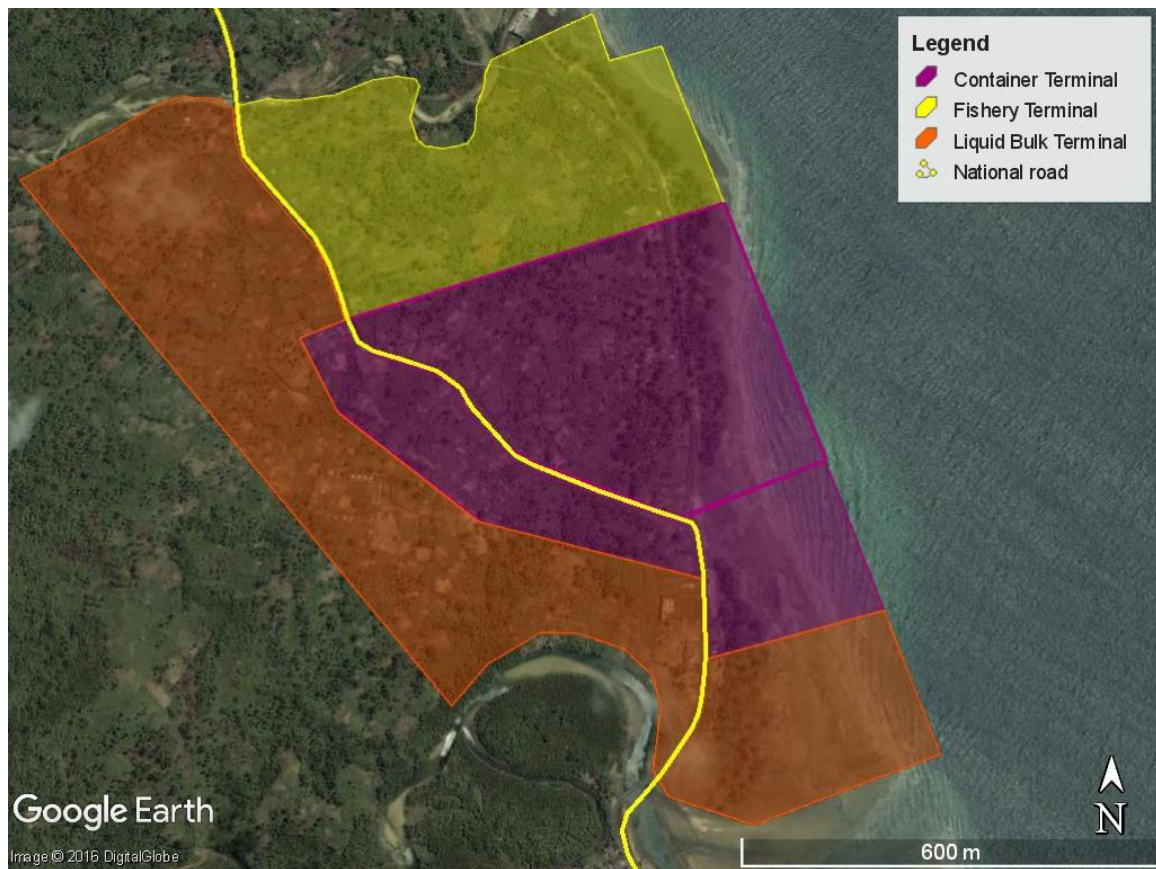 Legend
Container Terminal
Fishery Terminal
Liquid Bulk Terminal
National road
N
Google Earth
600 m
Image © 2016 DigitalGlobe